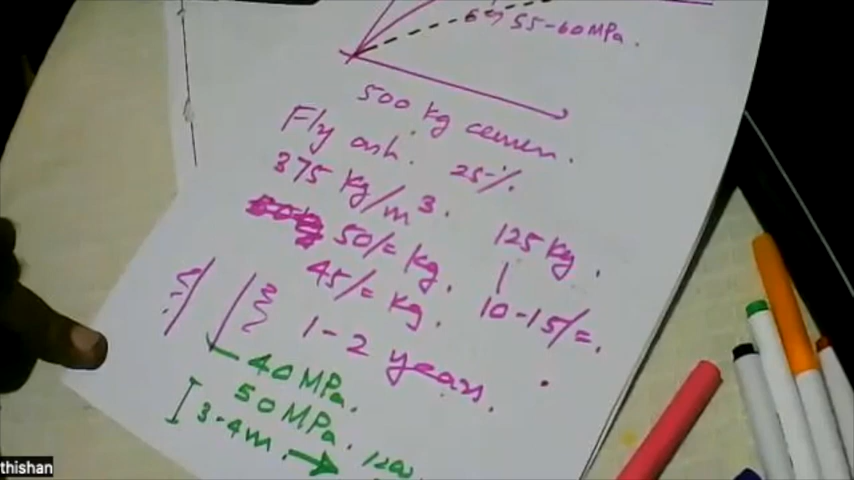 55-60MPa.
500 kg cemen.
Fly ash. 25%
375 kg/m3. 125 kg.
50/= kg.
45/= kg. 10-15/=.
1-2 years.
40 MPa.
50 MPa.
3-4m.
thishan